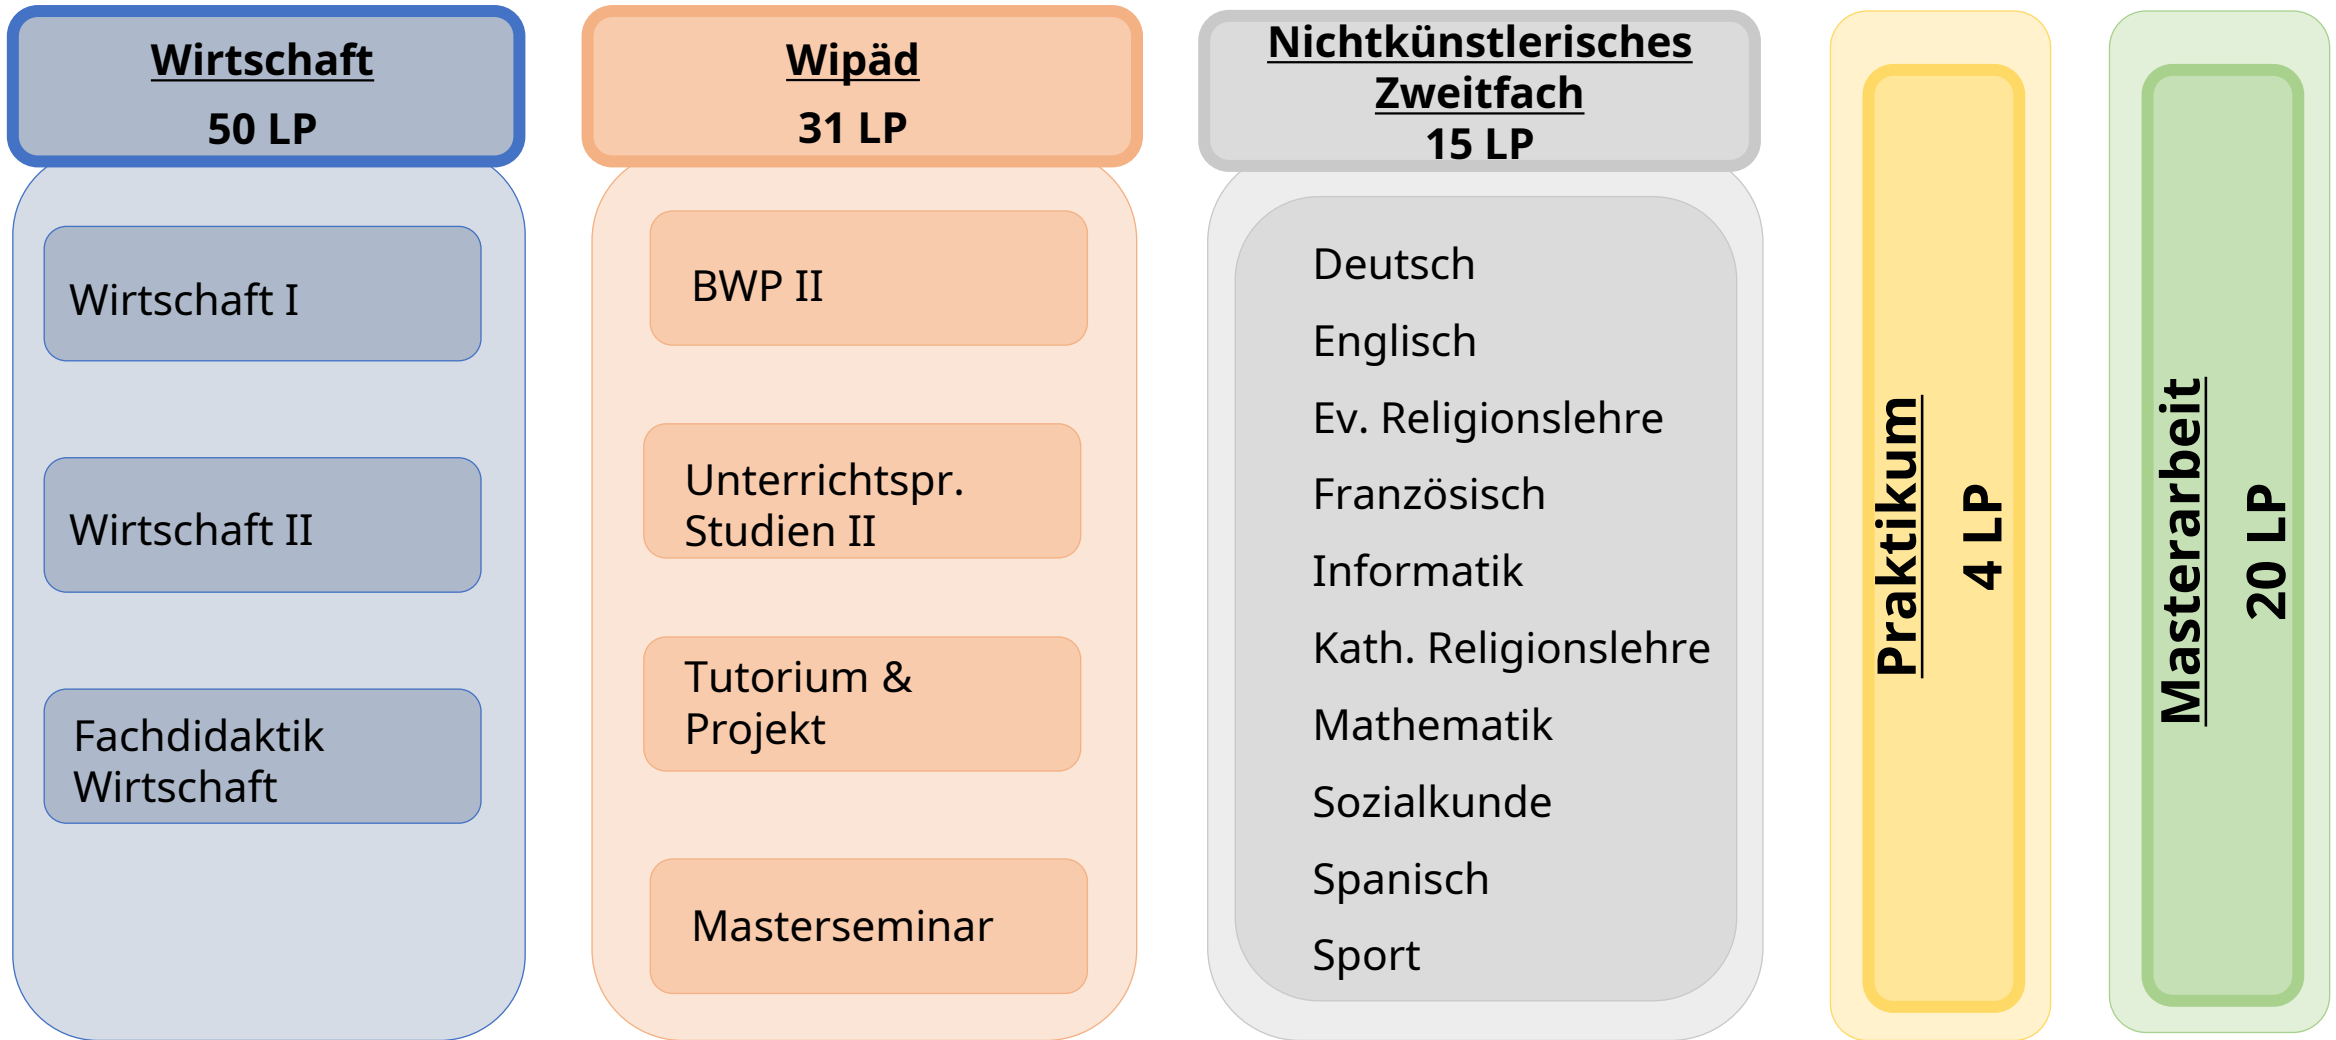 Wirtschaft
50 LP
Wirtschaft I
Wirtschaft II
Fachdidaktik
Wirtschaft
Wipäd
31 LP
BWP II
Unterrichtspr.
Studien II
Tutorium &
Projekt
Masterseminar
Nichtkünstlerisches
Zweitfach
15 LP
Deutsch
Englisch
Ev. Religionslehre
Französisch
Informatik
Kath. Religionslehre
Mathematik
Sozialkunde
Spanisch
Sport
Praktikum
4 LP
Masterarbeit
20 LP